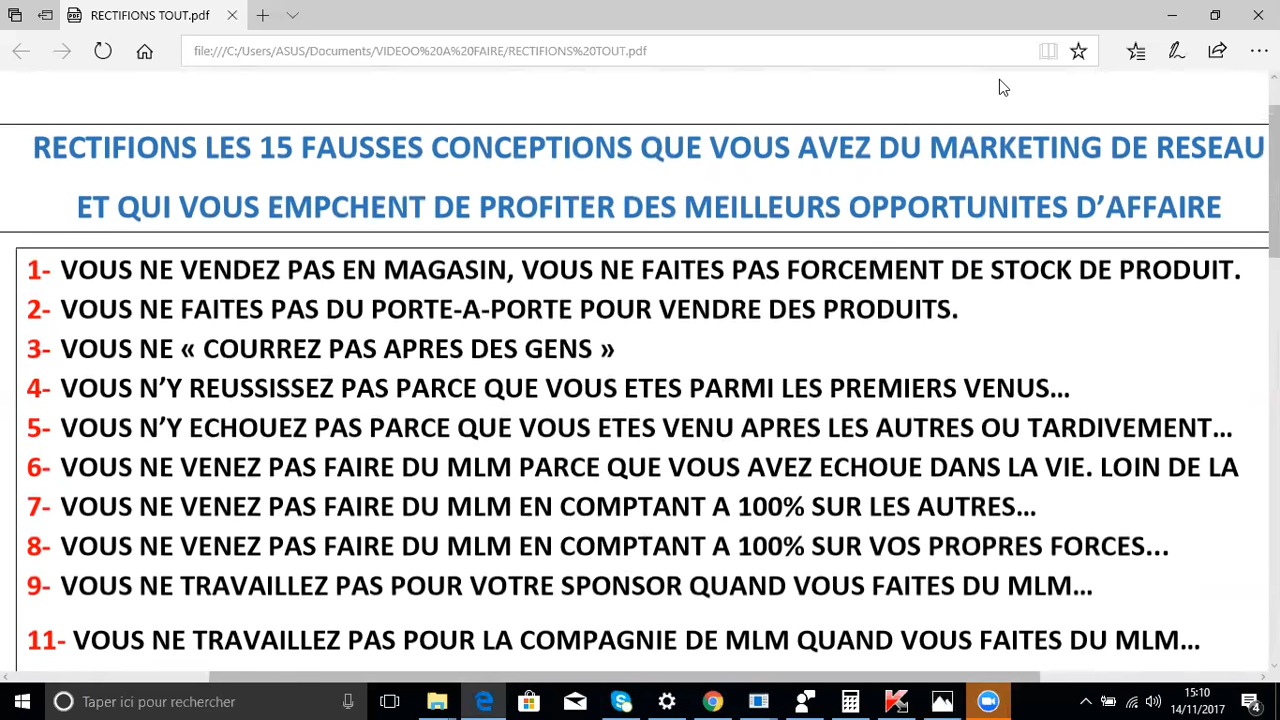 RECTIFIONS TOUT.pdf
file:///C:/Users/ASUS/Documents/VIDEOO%20A%20FAIRE/RECTIFIONS%20TOUT.pdf
RECTIFIONS LES 15 FAUSSES CONCEPTIONS QUE VOUS AVEZ DU MARKETING DE RESEAU
ET QUI VOUS EMPCHENT DE PROFITER DES MEILLEURS OPPORTUNITES D’AFFAIRE
1- VOUS NE VENDEZ PAS EN MAGASIN, VOUS NE FAITES PAS FORCEMENT DE STOCK DE PRODUIT.
2- VOUS NE FAITES PAS DU PORTE-A-PORTE POUR VENDRE DES PRODUITS.
3- VOUS NE « COURREZ PAS APRES DES GENS »
4- VOUS N’Y REUSSISSEZ PAS PARCE QUE VOUS ETES PARMI LES PREMIERS VENUS…
5- VOUS N’Y ECHOUEZ PAS PARCE QUE VOUS ETES VENU APRES LES AUTRES OU TARDIVEMENT…
6- VOUS NE VENEZ PAS FAIRE DU MLM PARCE QUE VOUS AVEZ ECHOUE DANS LA VIE. LOIN DE LA
7- VOUS NE VENEZ PAS FAIRE DU MLM EN COMPTANT A 100% SUR LES AUTRES…
8- VOUS NE VENEZ PAS FAIRE DU MLM EN COMPTANT A 100% SUR VOS PROPRES FORCES...
9- VOUS NE TRAVAILLEZ PAS POUR VOTRE SPONSOR QUAND VOUS FAITES DU MLM…
11- VOUS NE TRAVAILLEZ PAS POUR LA COMPAGNIE DE MLM QUAND VOUS FAITES DU MLM…
Taper ici pour rechercher
15:10
14/11/2017
4